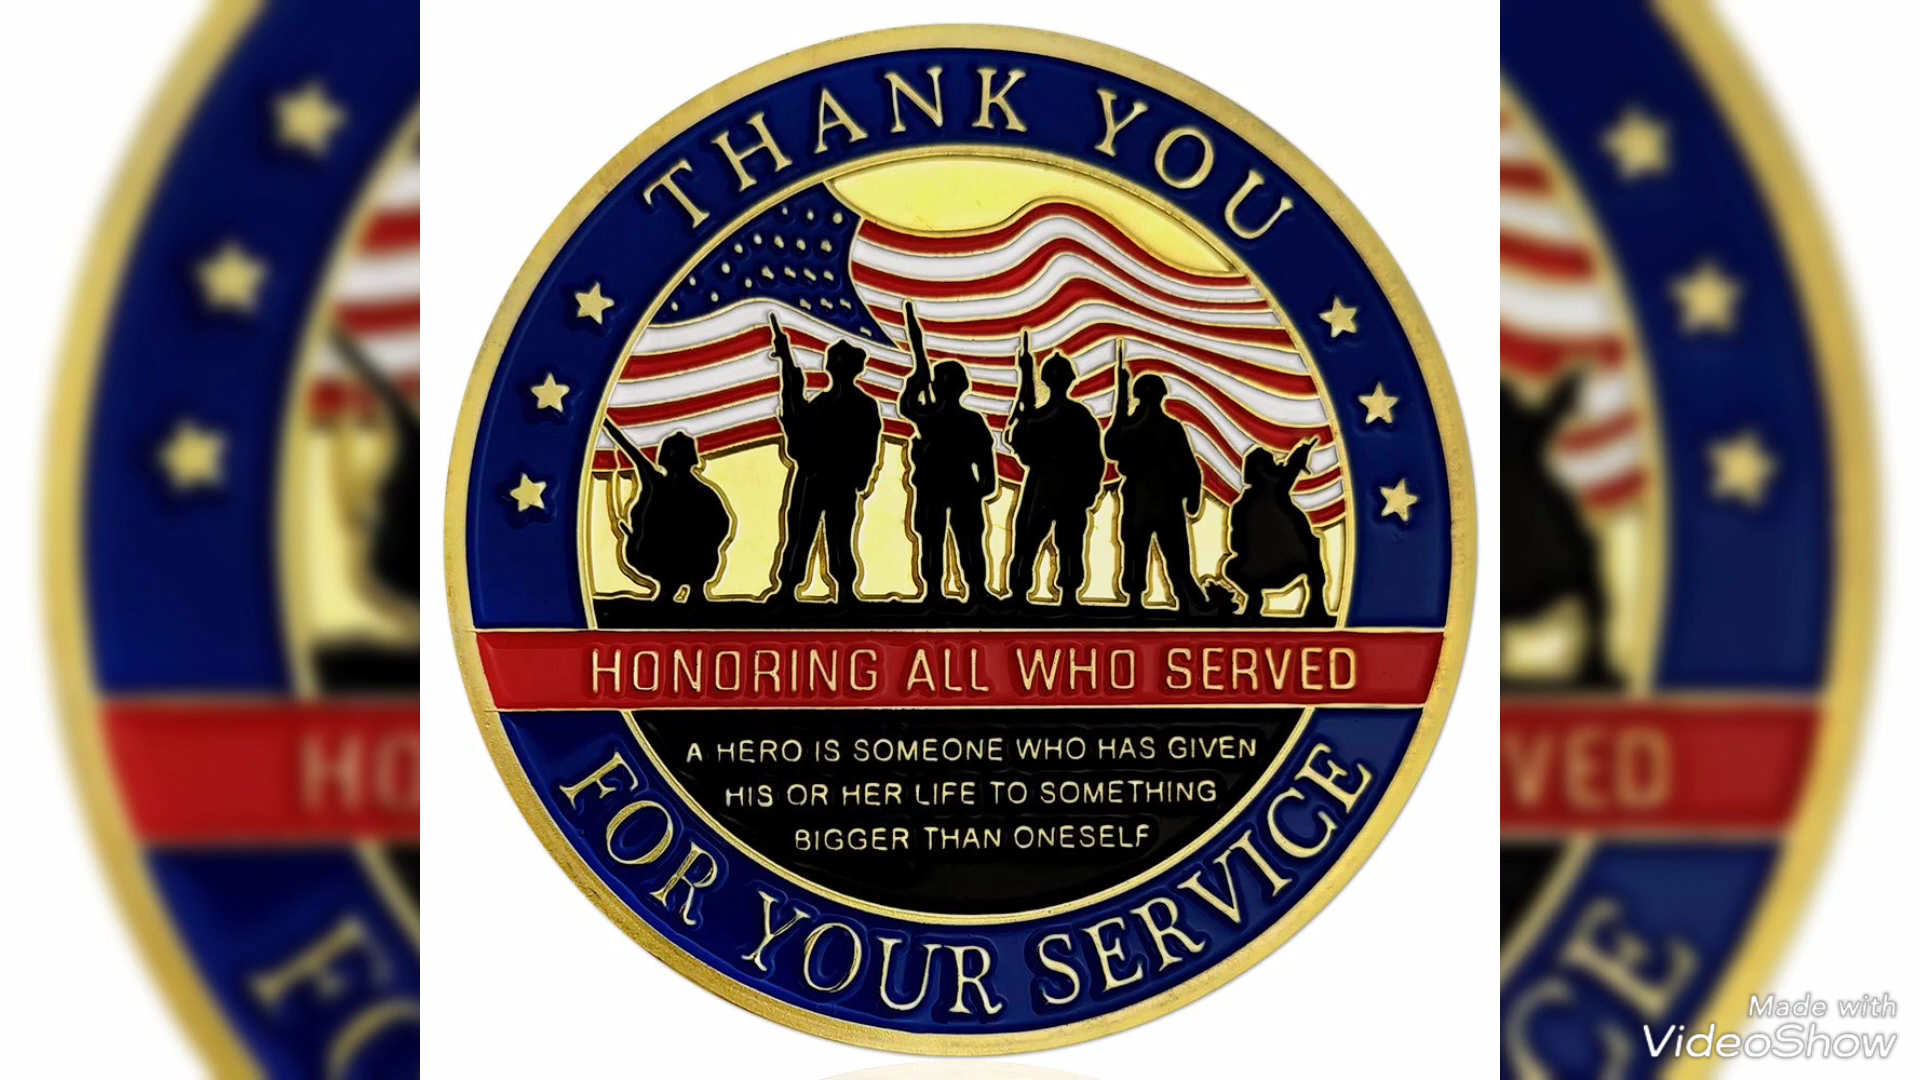 THANK YOU
HONORING ALL WHO SERVED
A HERO IS SOMEONE WHO HAS GIVEN
HIS OR HER LIFE TO SOMETHING
BIGGER THAN ONESELF
FOR YOUR SERVICE
Made with
VideoShow